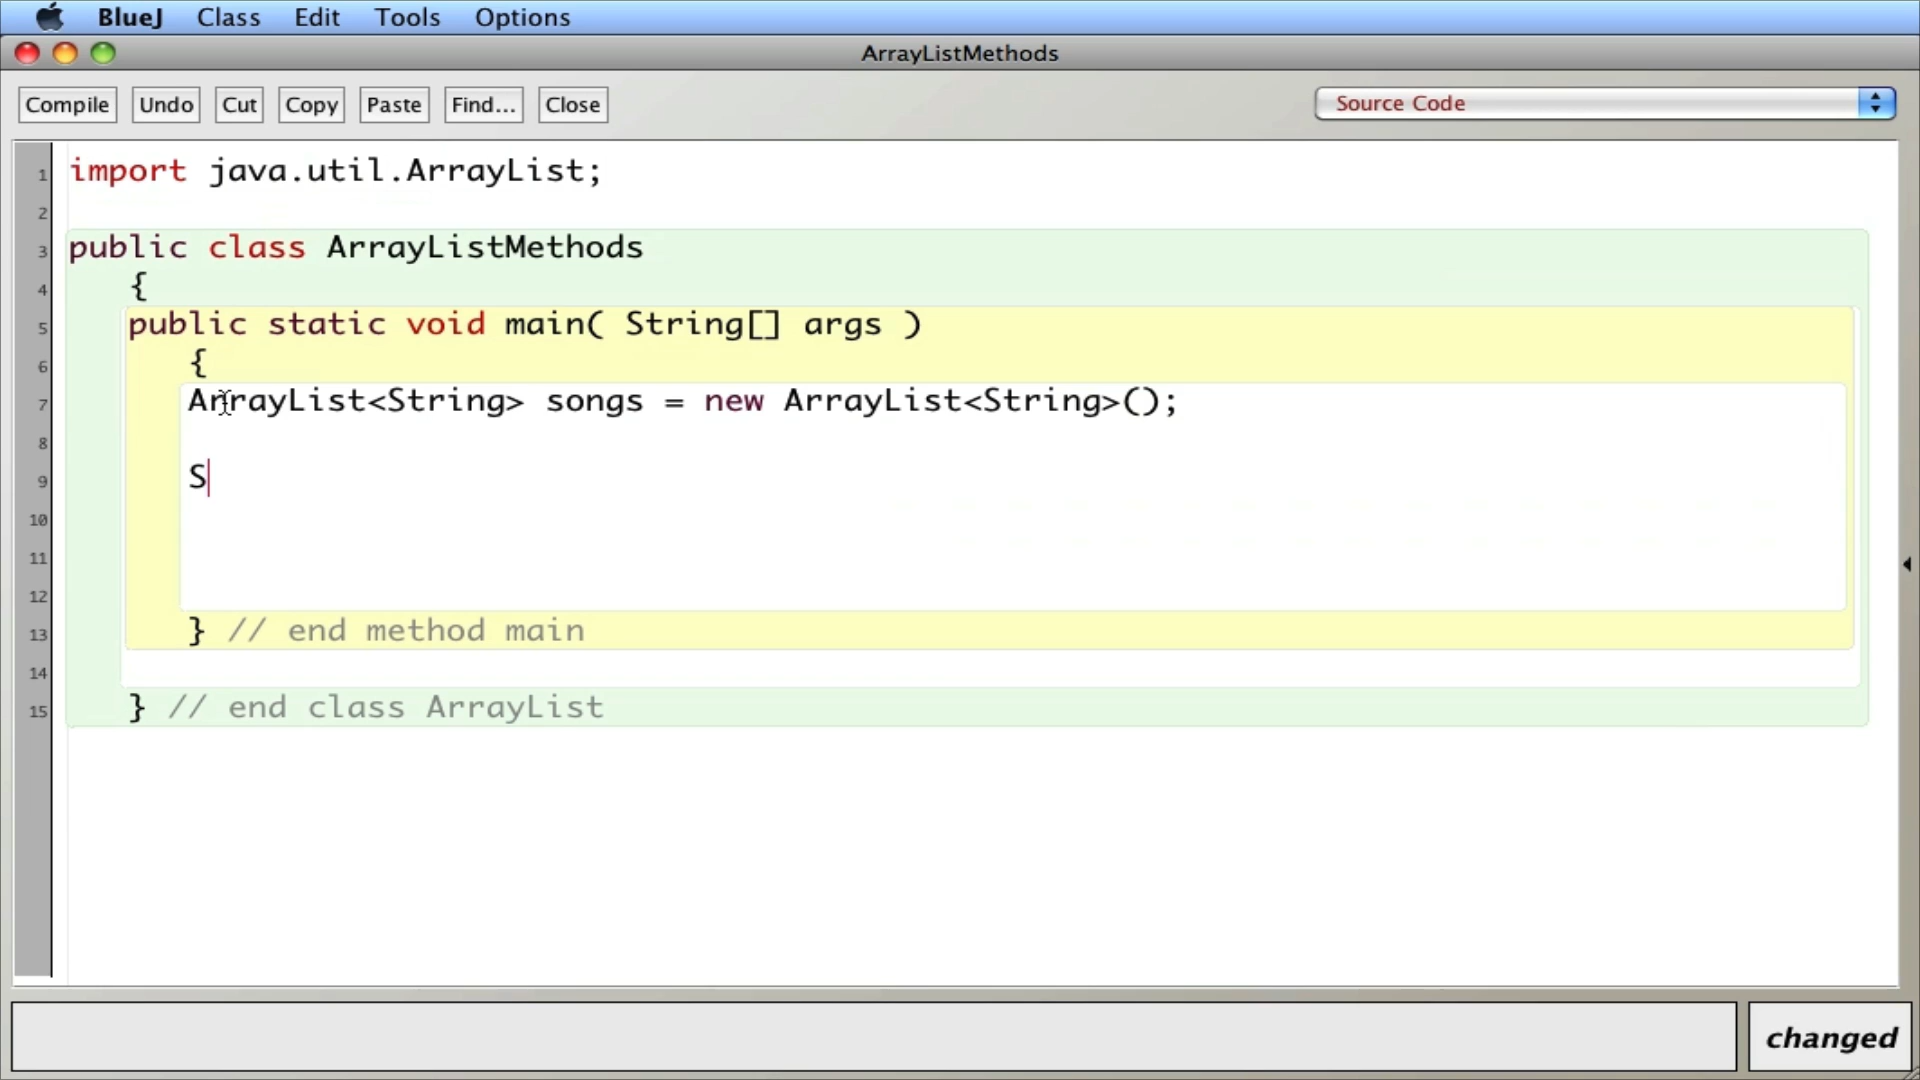 BlueJ Class Edit Tools Options
ArrayListMethods
Compile Undo Cut Copy Paste Find... Close Source Code
1 import java.util.ArrayList;
2
3 public class ArrayListMethods
4 {
5 public static void main( String[] args )
6 {
7 ArrayList<String> songs = new ArrayList<String>();
8
9 S
10
11
12
13 } // end method main
14
15 } // end class ArrayList
changed